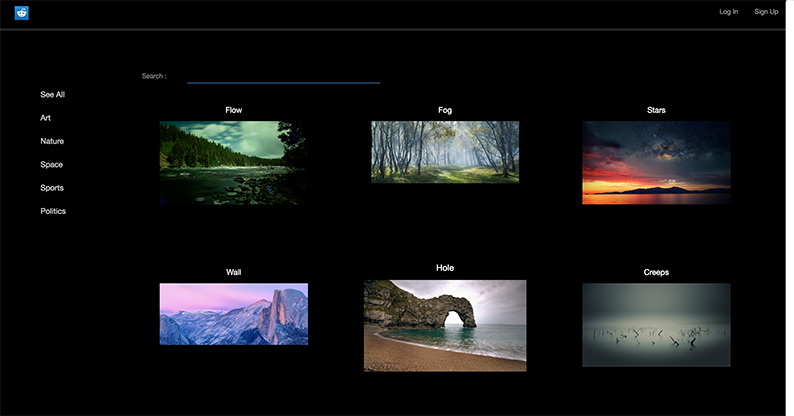 Log In Sign Up
Search :
See All
Art
Nature
Space
Sports
Politics
Flow Fog Stars
Wall Hole Creeps